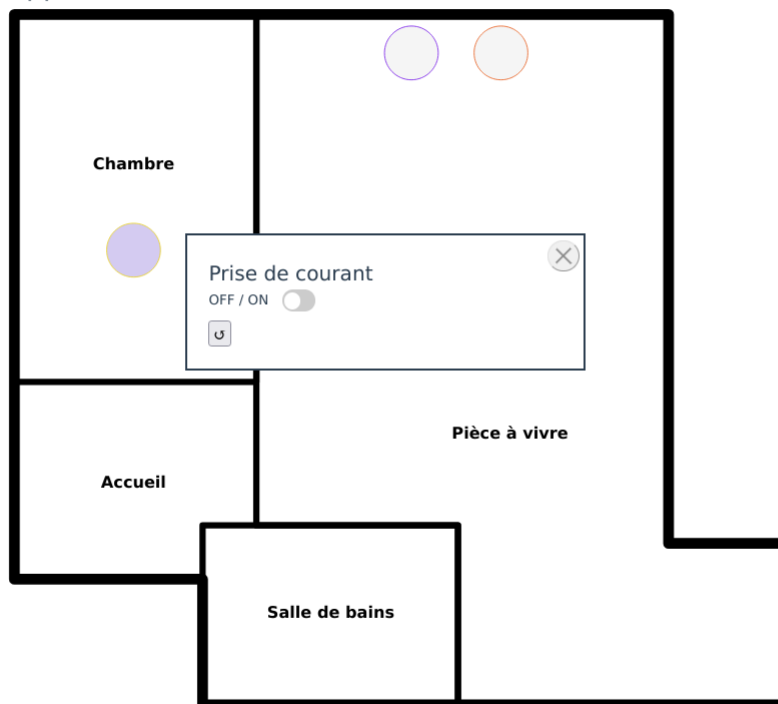 Chambre
Prise de courant
OFF / ON
↺
Pièce à vivre
Accueil
Salle de bains